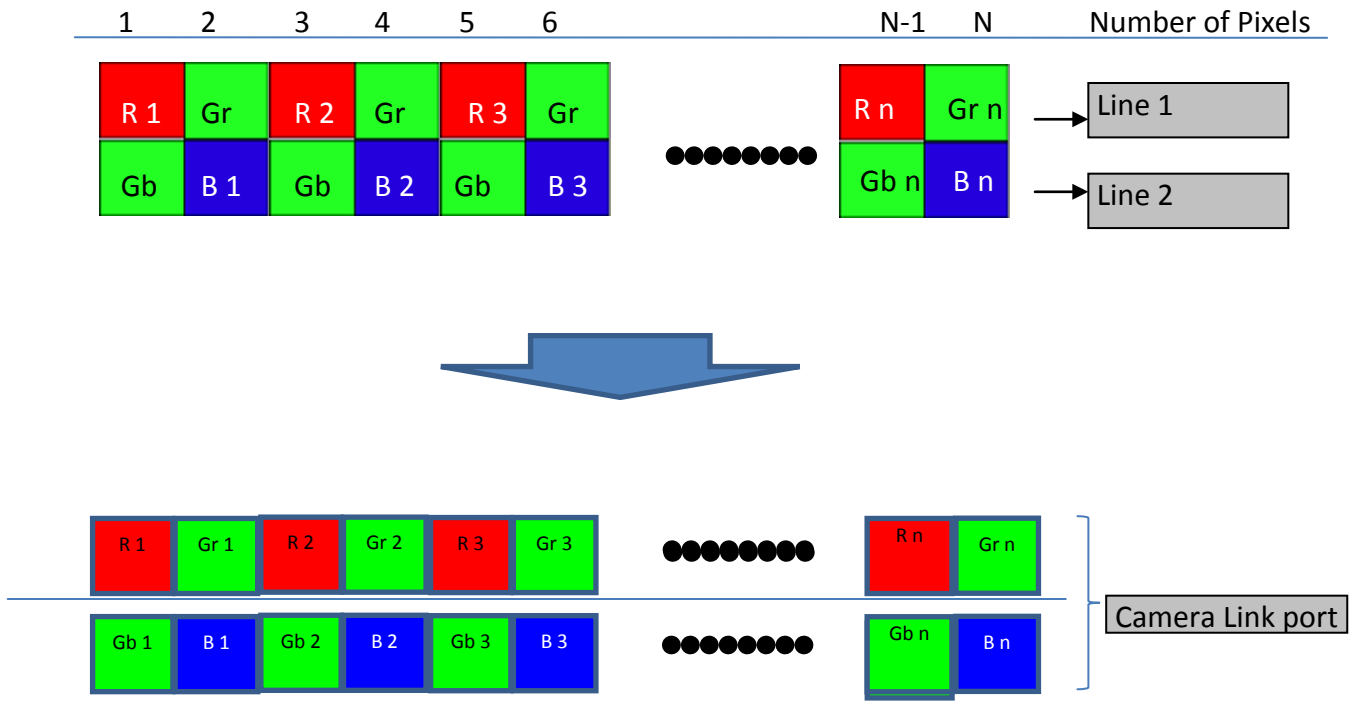 1 2 3 4 5 6 N-1 N Number of Pixels
R 1 Gr R 2 Gr R 3 Gr R n Gr n Line 1
Gb B 1 Gb B 2 Gb B 3 Gb n B n Line 2
R 1 Gr 1 R 2 Gr 2 R 3 Gr 3 R n Gr n
Camera Link port
Gb 1 B 1 Gb 2 B 2 Gb 3 B 3 Gb n B n